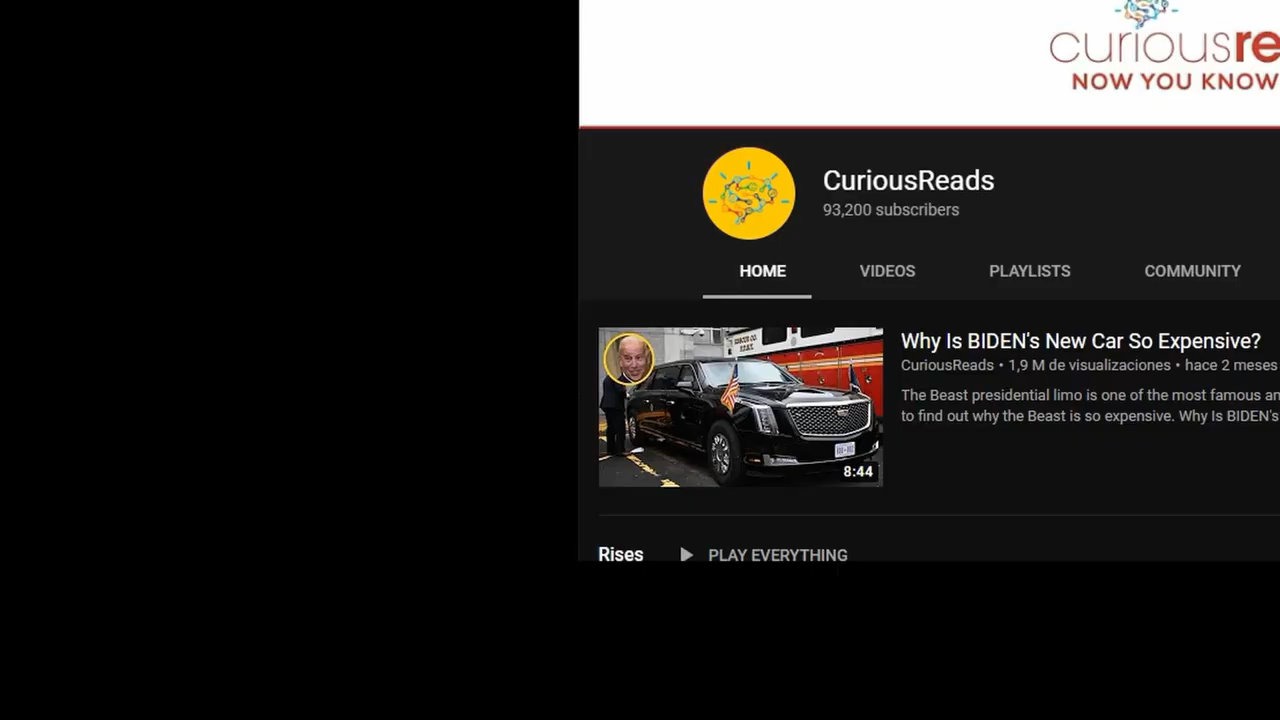 curiousre
NOW YOU KNOW
CuriousReads
93,200 subscribers
HOME VIDEOS PLAYLISTS COMMUNITY
Why Is BIDEN's New Car So Expensive?
CuriousReads • 1,9 M de visualizaciones • hace 2 meses
The Beast presidential limo is one of the most famous an
to find out why the Beast is so expensive. Why Is BIDEN's
8:44
Rises PLAY EVERYTHING